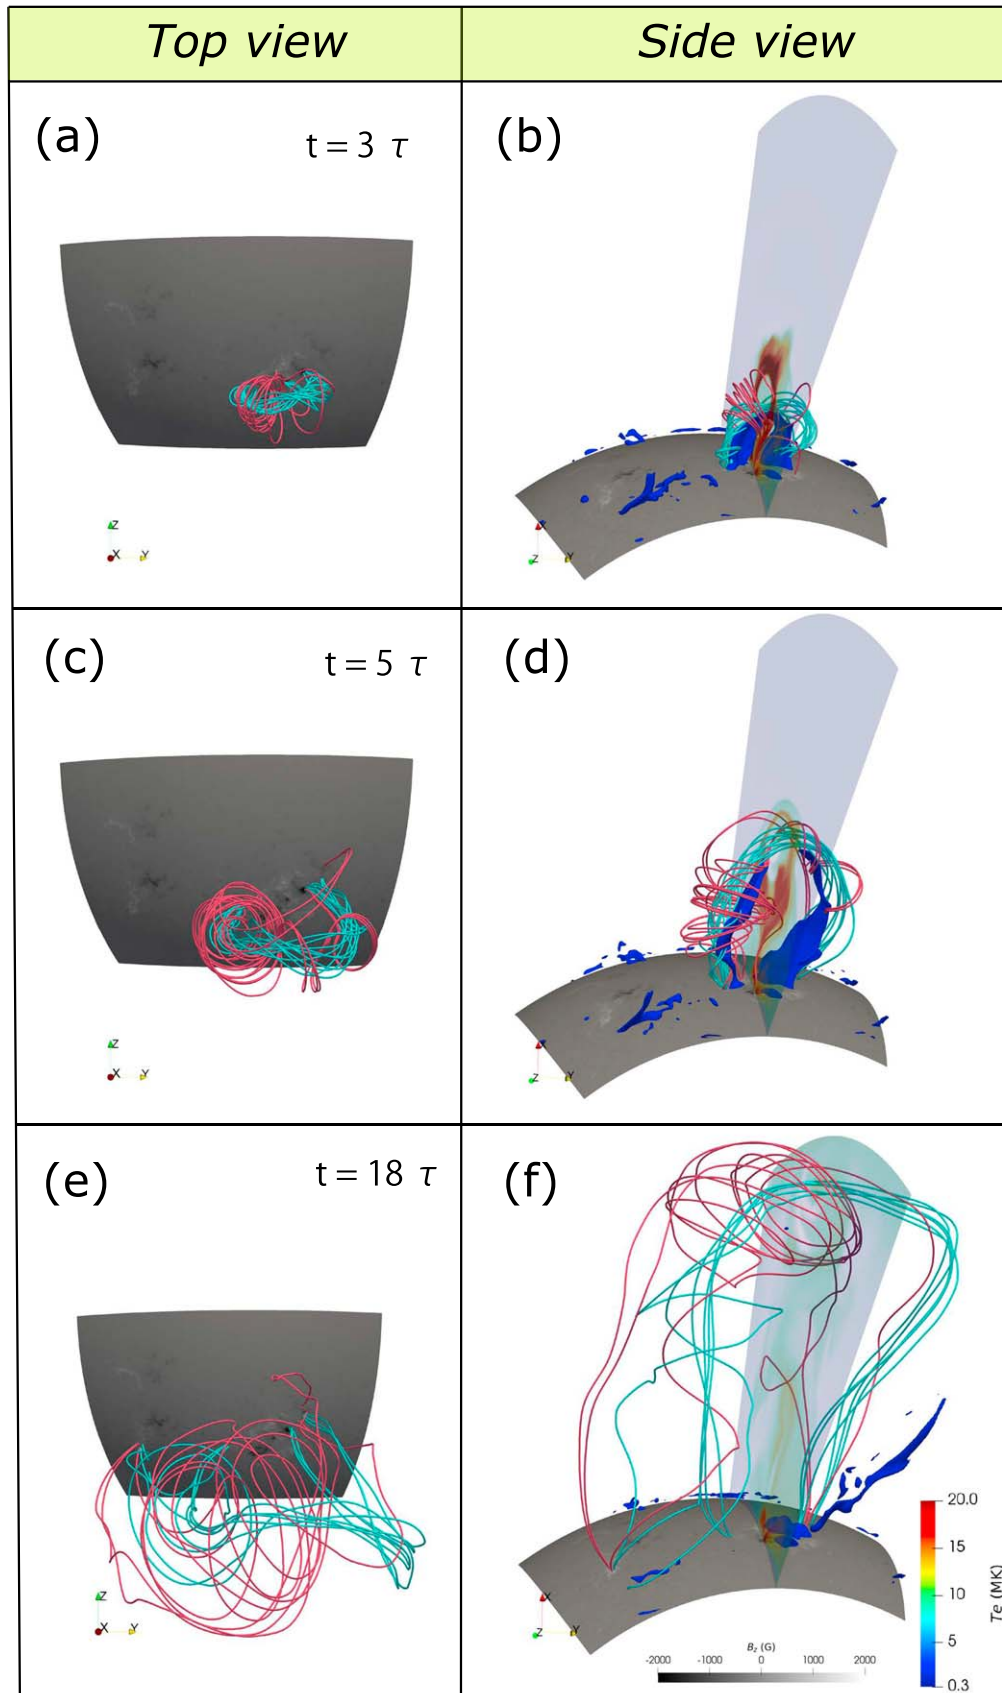 Top view
Side view
(a)
t = 3 τ
(b)
Z
X
Y
X
Z
Y
(c)
t = 5 τ
(d)
Z
X
Y
X
Z
Y
(e)
t = 18 τ
(f)
Z
X
Y
X
Z
Y
20.0
15
10
5
0.3
Te (MK)
Bz (G)
-2000 -1000 0 1000 2000